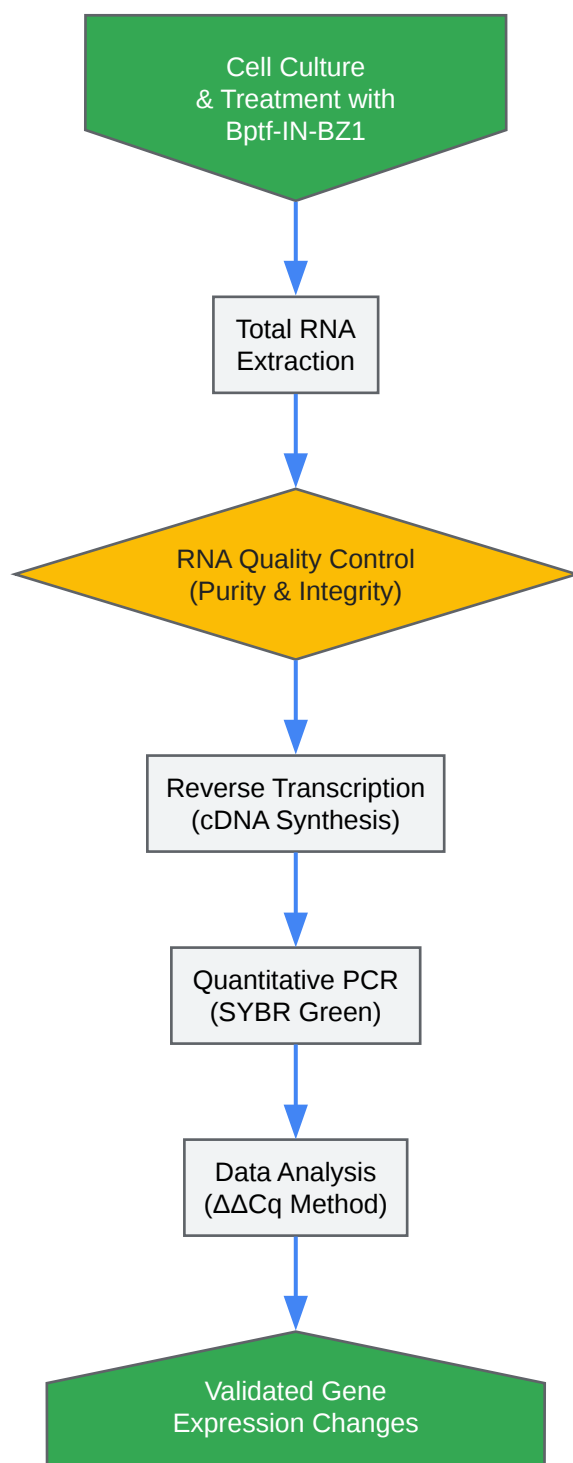 Cell Culture
& Treatment with
Bptf-IN-BZ1
Total RNA
Extraction
RNA Quality Control
(Purity & Integrity)
Reverse Transcription
(cDNA Synthesis)
Quantitative PCR
(SYBR Green)
Data Analysis
(ΔΔCq Method)
Validated Gene
Expression Changes